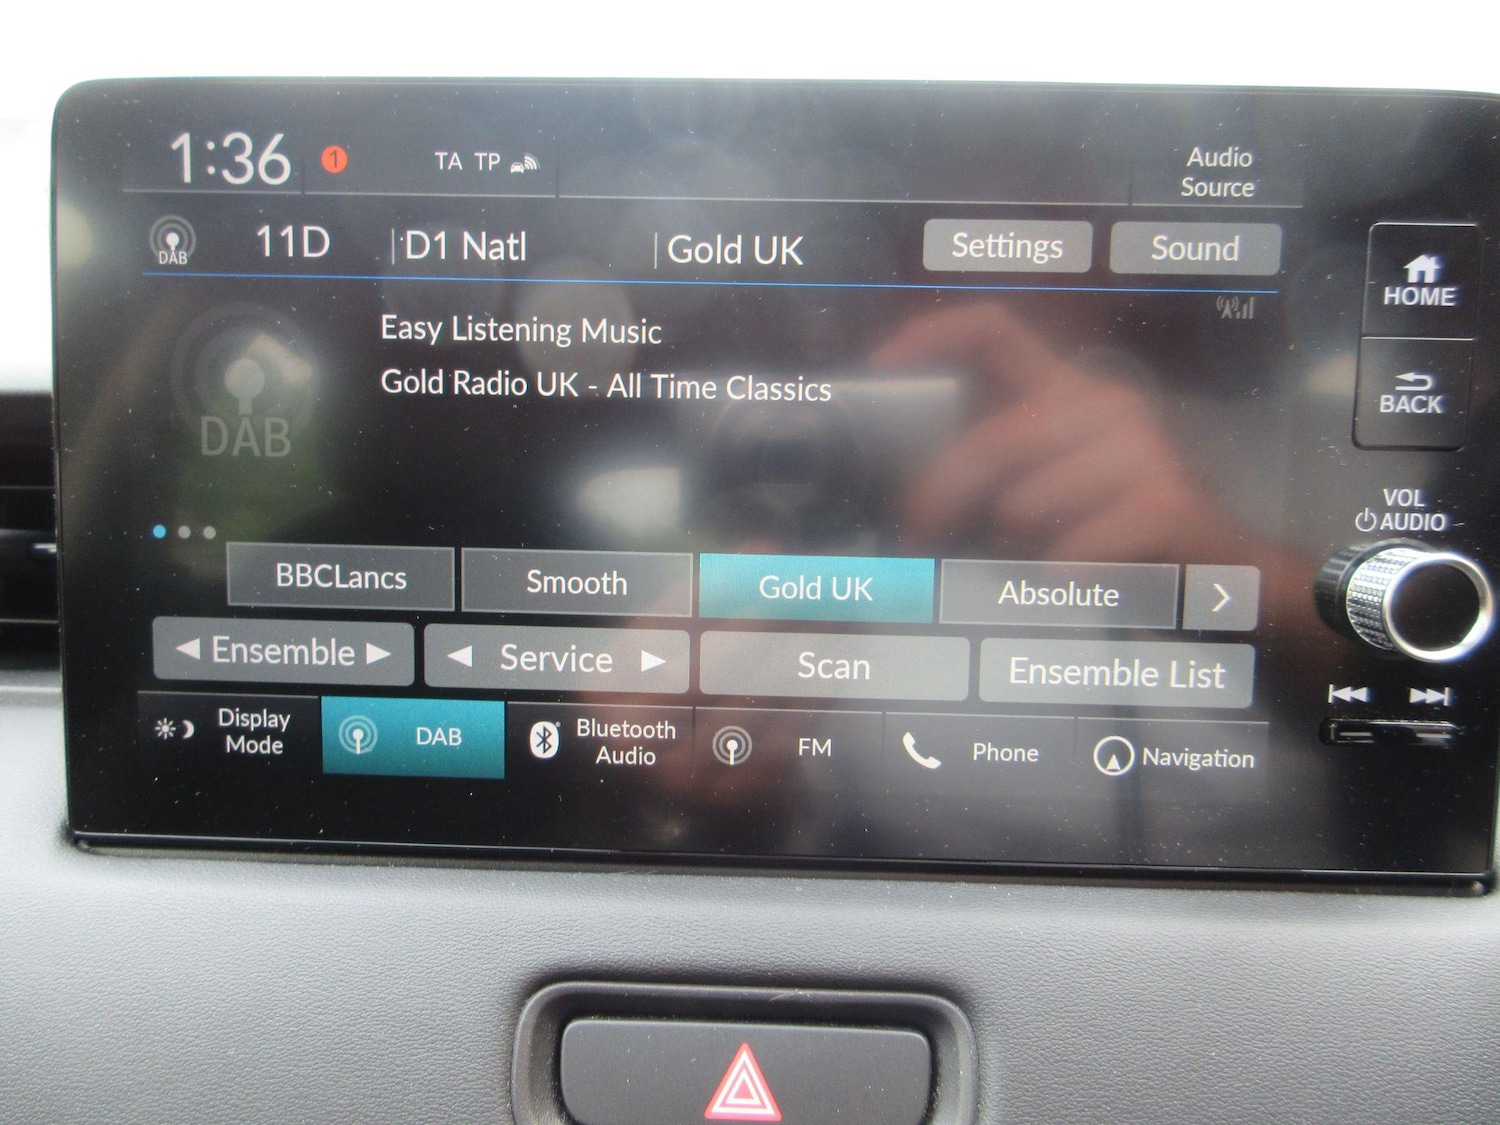 1:36
1
TA TP
Audio
Source
DAB
11D
D1 Natl
Gold UK
Settings
Sound
Easy Listening Music
Gold Radio UK - All Time Classics
DAB
BBCLancs
Smooth
Gold UK
Absolute
Ensemble
Service
Scan
Ensemble List
Display
Mode
DAB
Bluetooth
Audio
FM
Phone
Navigation
HOME
BACK
VOL
AUDIO